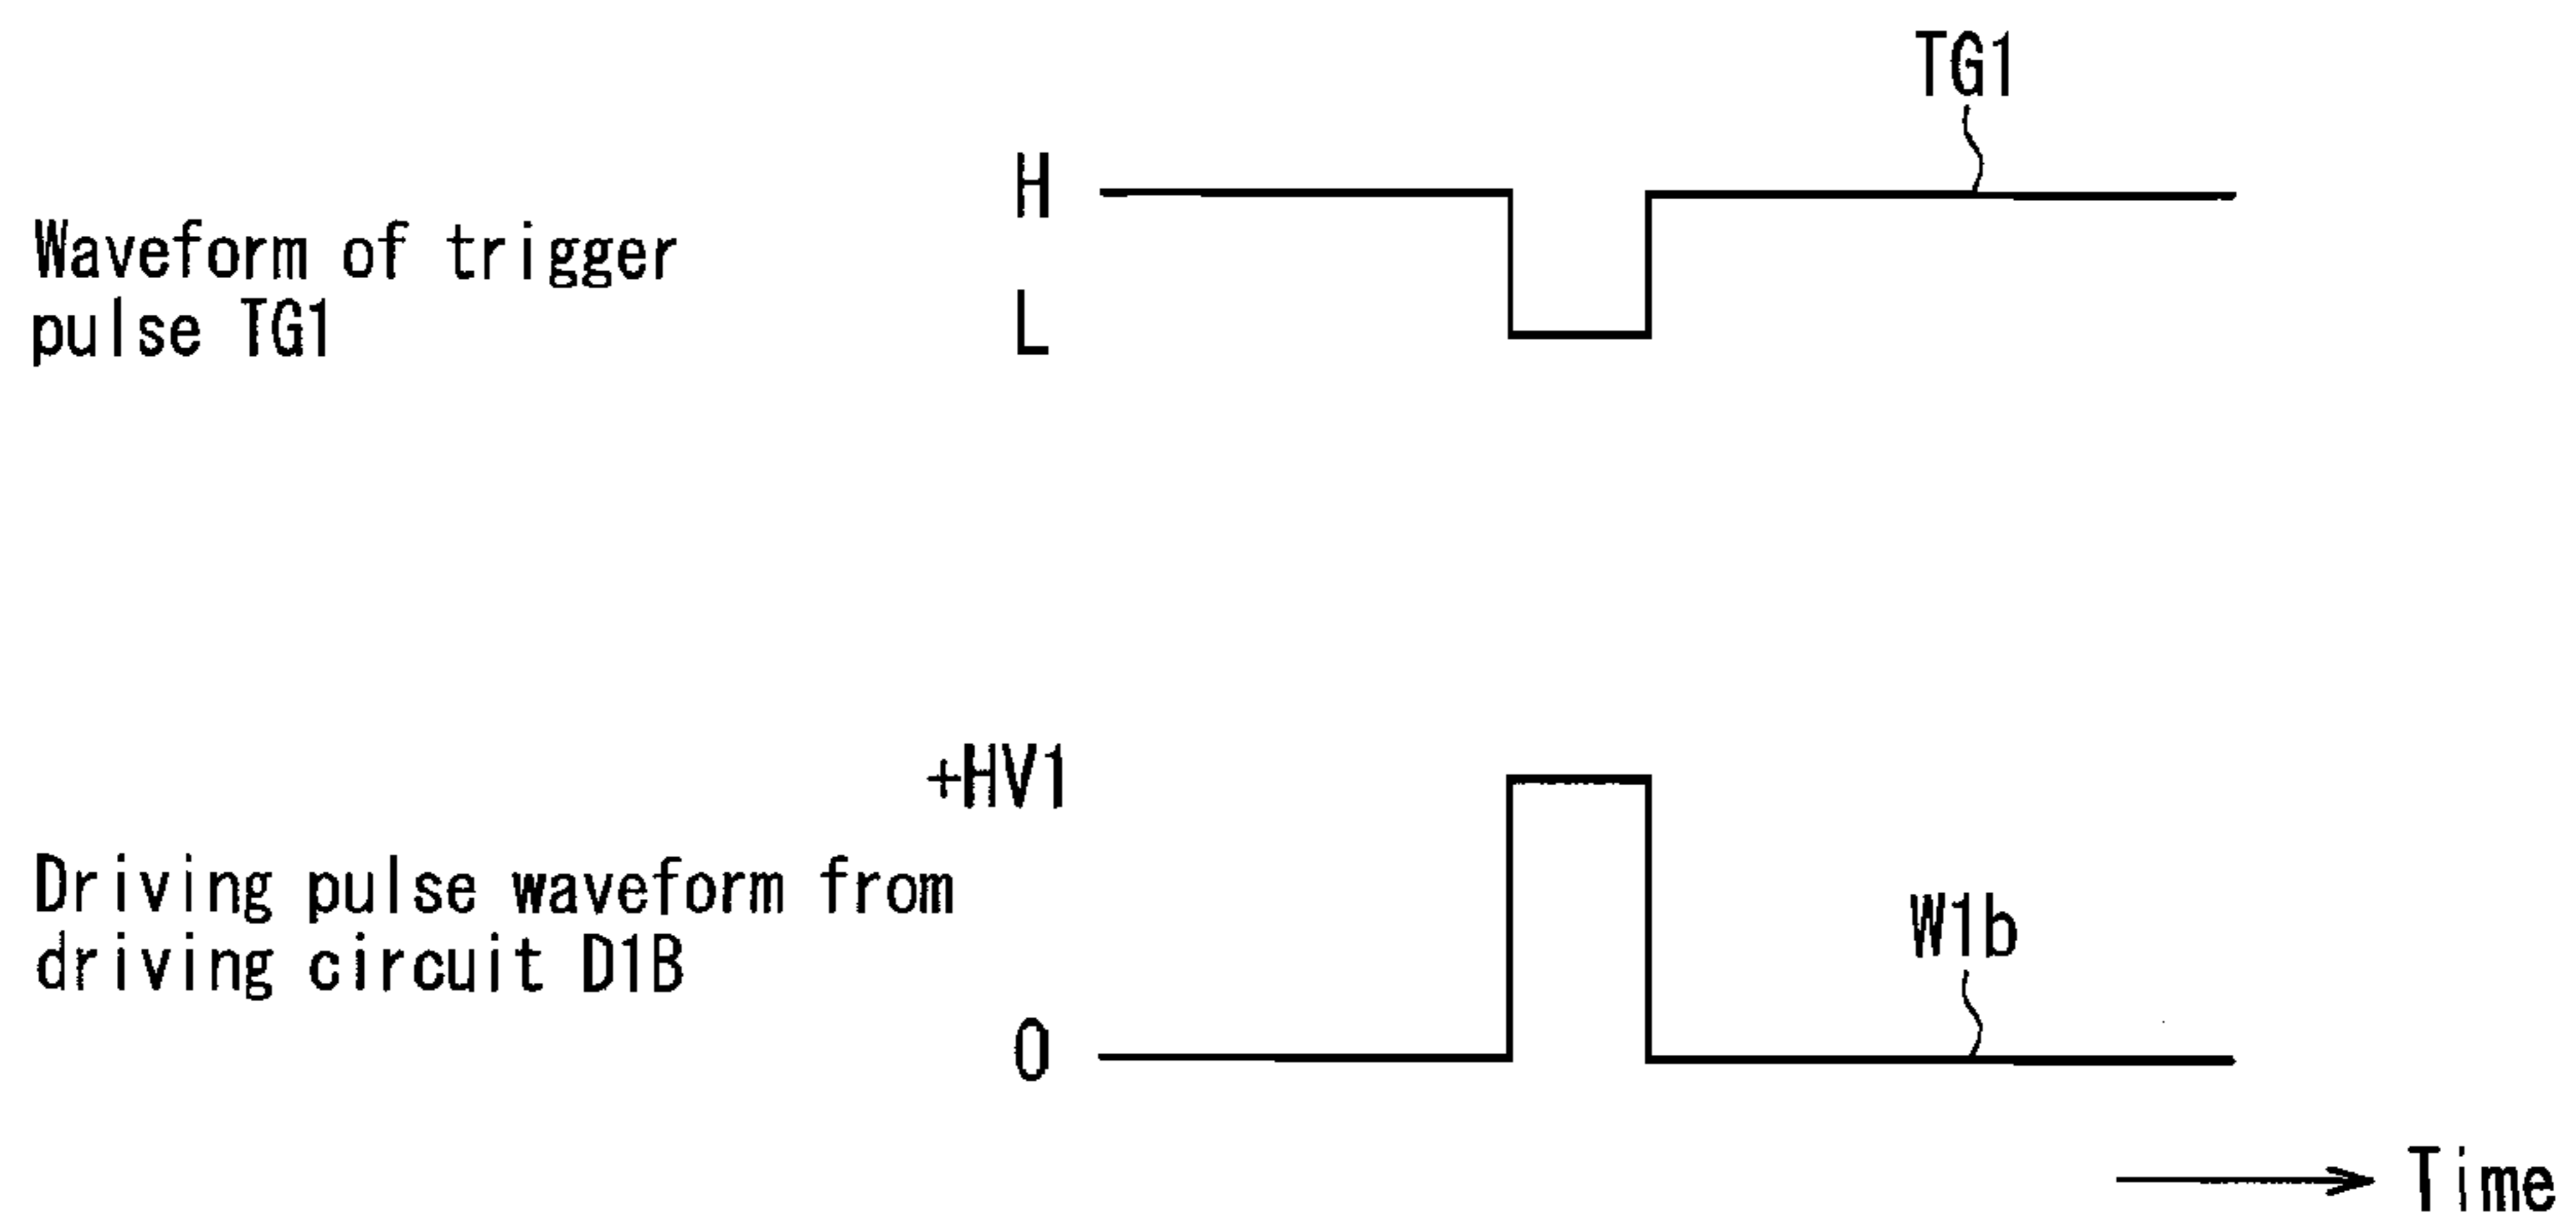 TG1
H
Waveform of trigger
pulse TG1
L
+HV1
Driving pulse waveform from
driving circuit D1B
W1b
0
Time